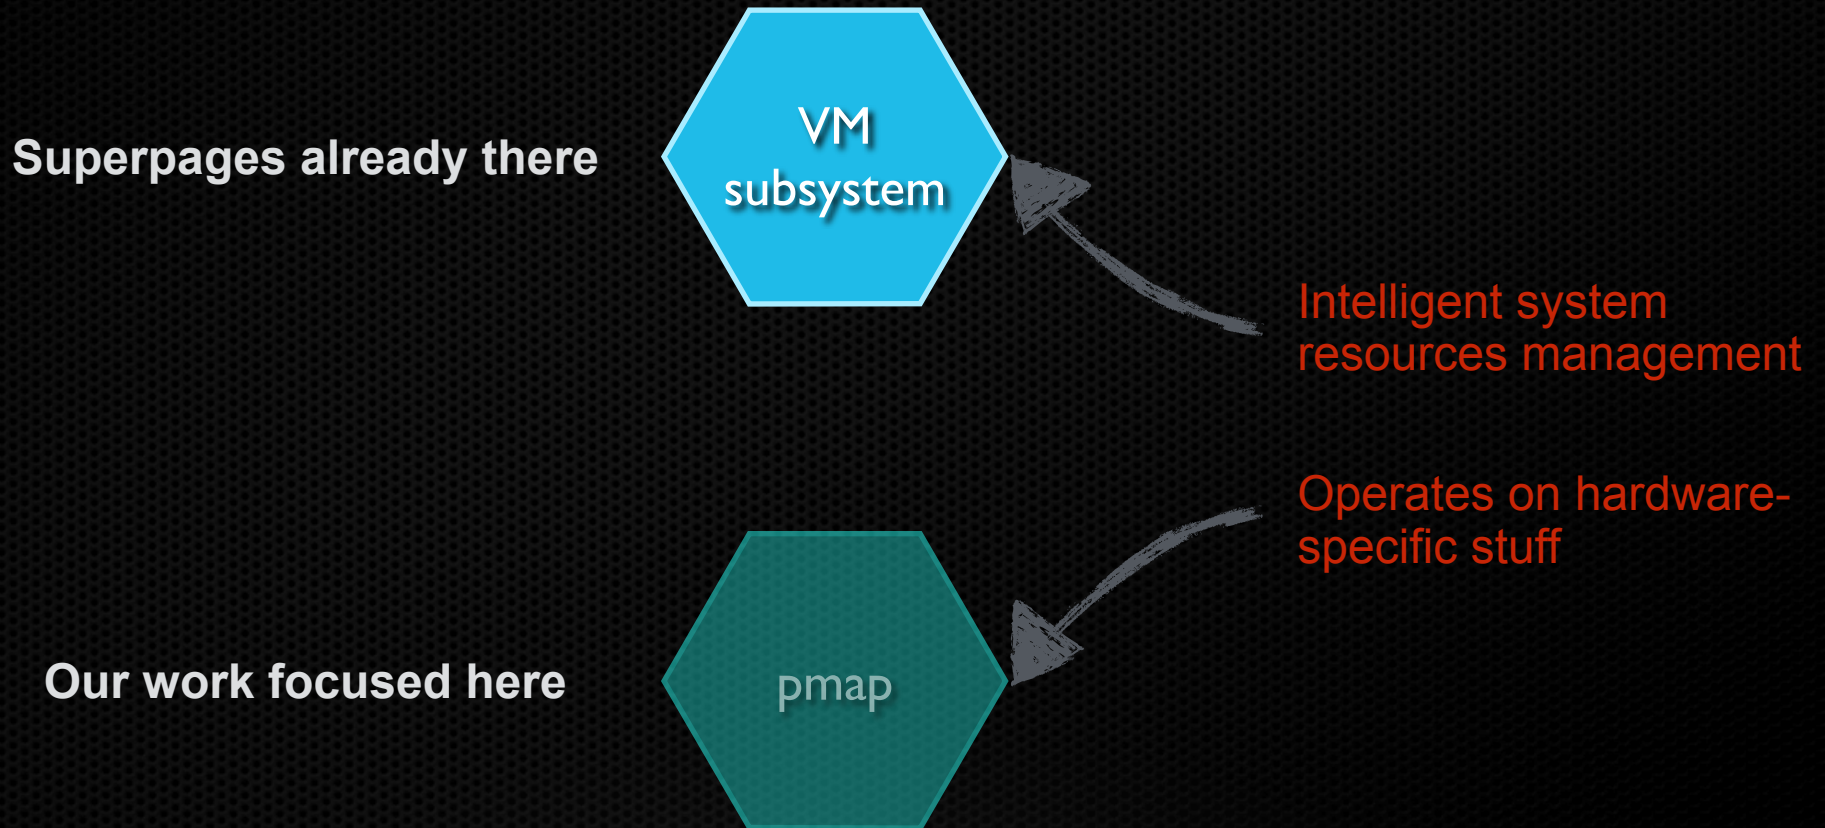 VM
subsystem
Superpages already there
Intelligent system
resources management
Operates on hardware-
specific stuff
Our work focused here
pmap